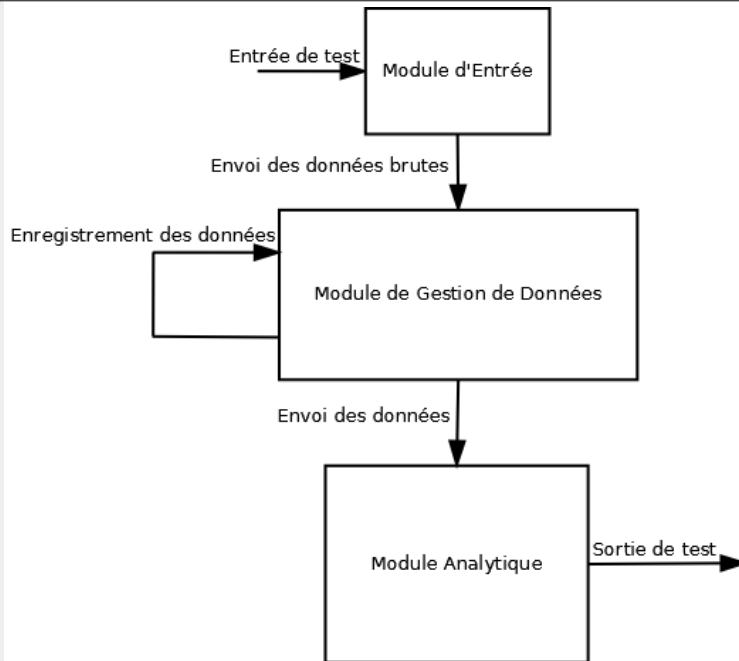 Entrée de test
Module d'Entrée
Envoi des données brutes
Enregistrement des données
Module de Gestion de Données
Envoi des données
Module Analytique
Sortie de test